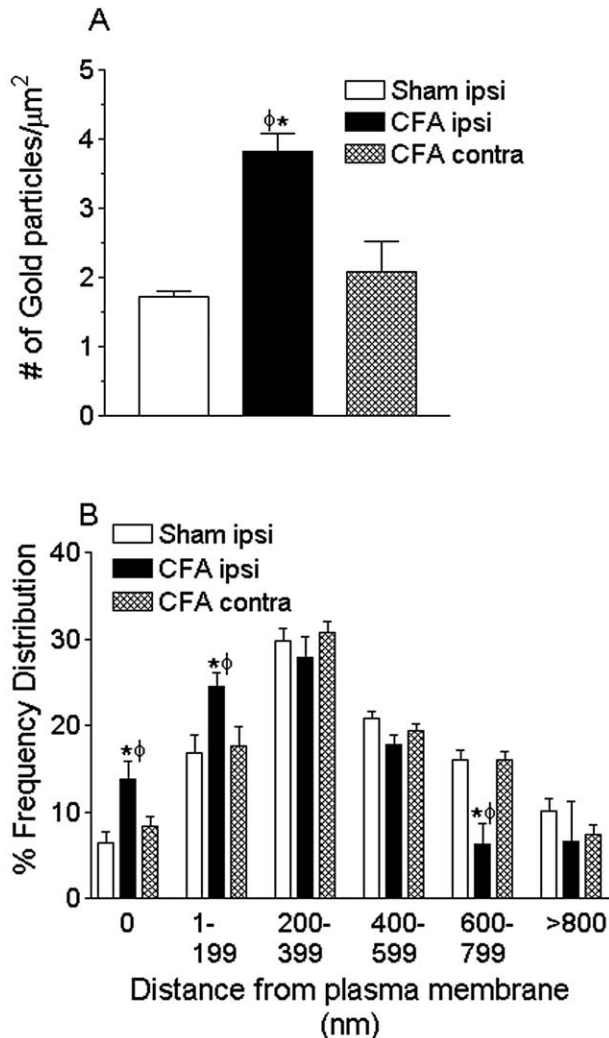 A
# of Gold particles/μm²
5
4
3
2
1
0
Sham ipsi
CFA ipsi
CFA contra
ϕ*
B
% Frequency Distribution
40
30
20
10
0
Sham ipsi
CFA ipsi
CFA contra
*ϕ
*ϕ
*ϕ
0 1- 200- 400- 600- >800
199 399 599 799
Distance from plasma membrane
(nm)